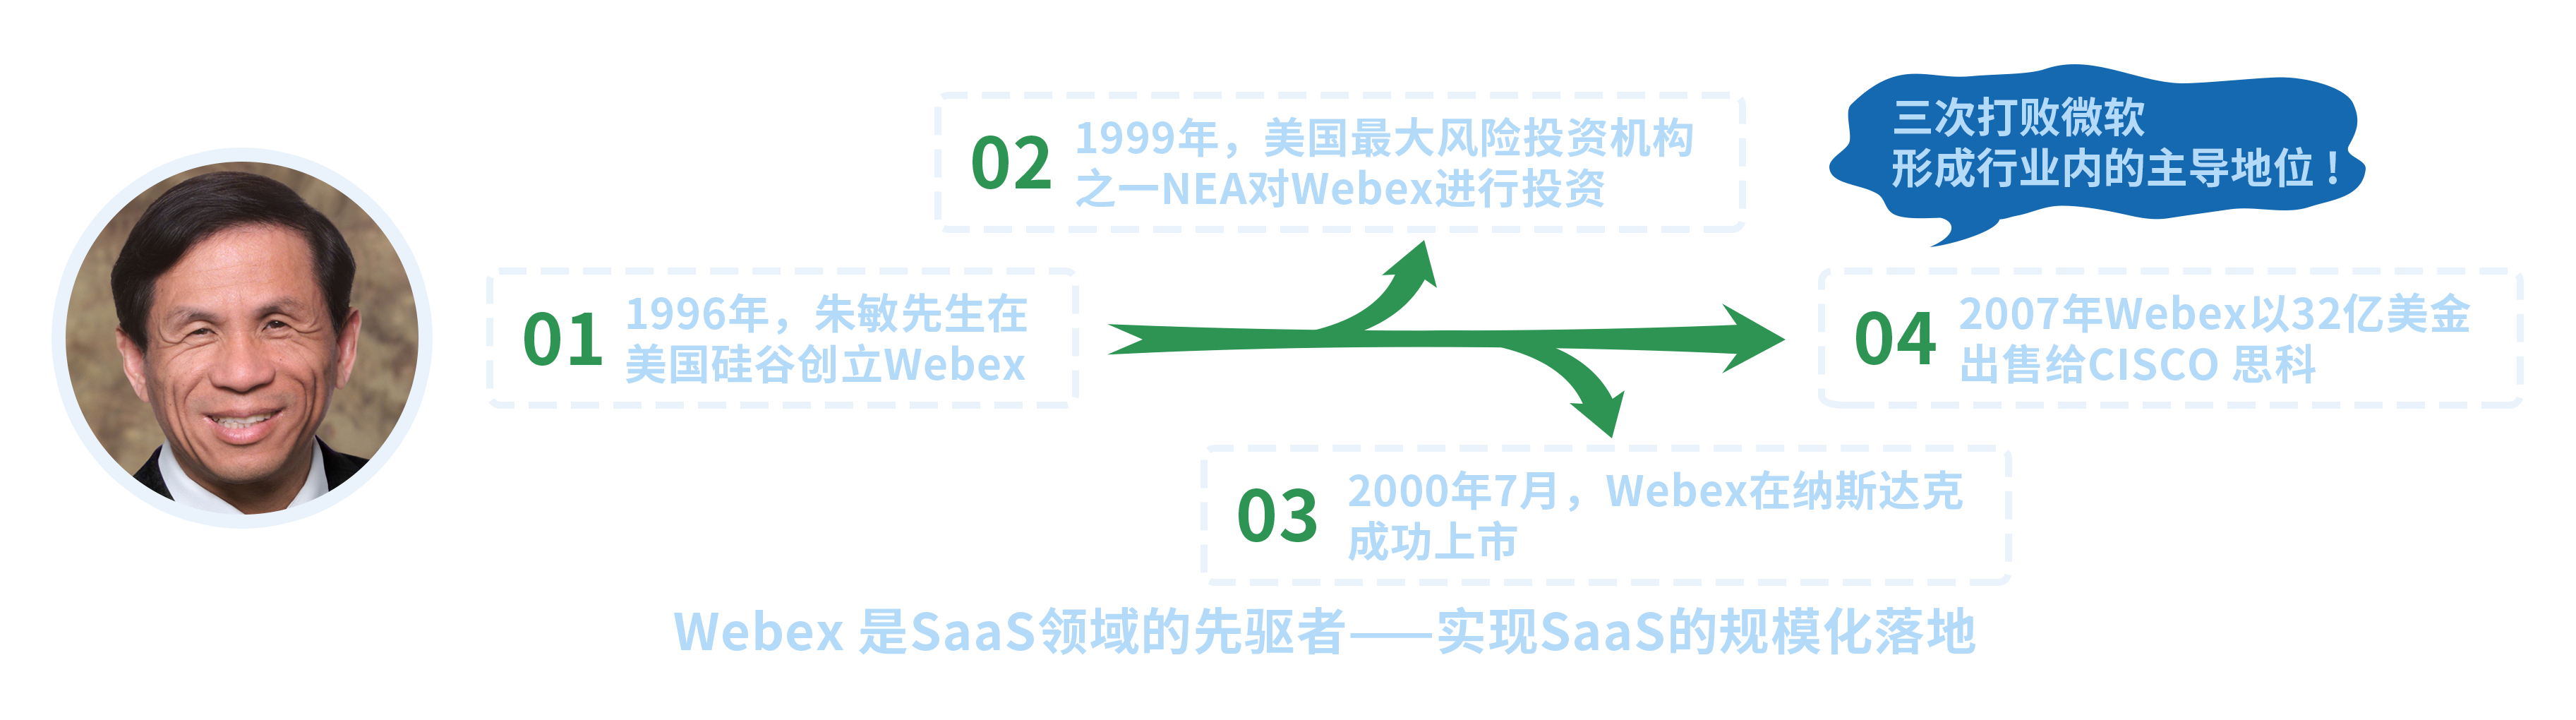 01
1996年，朱敏先生在
美国硅谷创立Webex
02
1999年，美国最大风险投资机构
之一NEA对Webex进行投资
03
2000年7月，Webex在纳斯达克
成功上市
三次打败微软
形成行业内的主导地位！
04
2007年Webex以32亿美金
出售给CISCO 思科
Webex 是SaaS领域的先驱者——实现SaaS的规模化落地